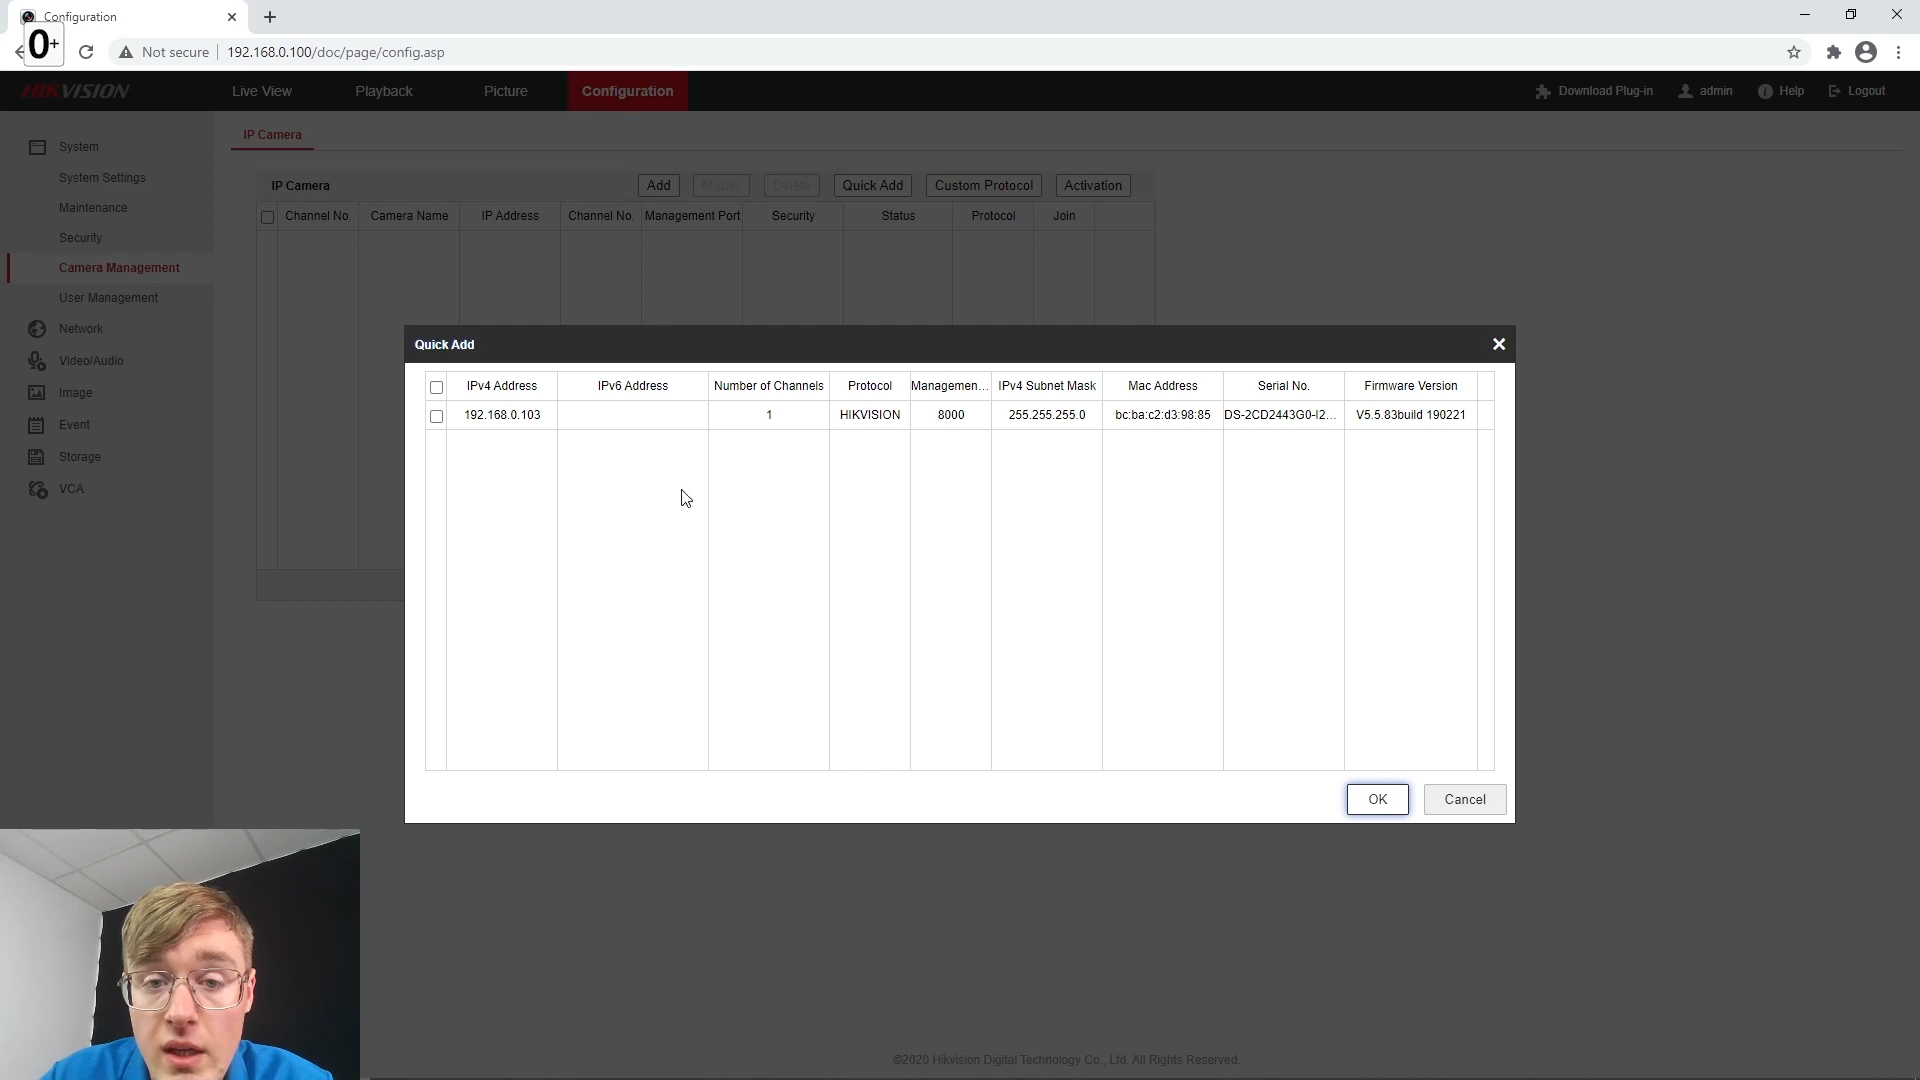 Configuration
0+
Not secure 192.168.0.100/doc/page/config.asp
HIKVISION Live View Playback Picture Configuration Download Plug-in admin Help Logout
IP Camera
System
System Settings
Maintenance
Security
Camera Management
User Management
Network
Video/Audio
Image
Event
Storage
VCA
IP Camera Add Modify Delete Quick Add Custom Protocol Activation
Channel No. Camera Name IP Address Channel No. Management Port Security Status Protocol Join
Quick Add
IPv4 Address IPv6 Address Number of Channels Protocol Managemen... IPv4 Subnet Mask Mac Address Serial No. Firmware Version
192.168.0.103 1 HIKVISION 8000 255.255.255.0 bc:ba:c2:d3:98:85 DS-2CD2443G0-I2... V5.5.83build 190221
OK Cancel
©2020 Hikvision Digital Technology Co., Ltd. All Rights Reserved.